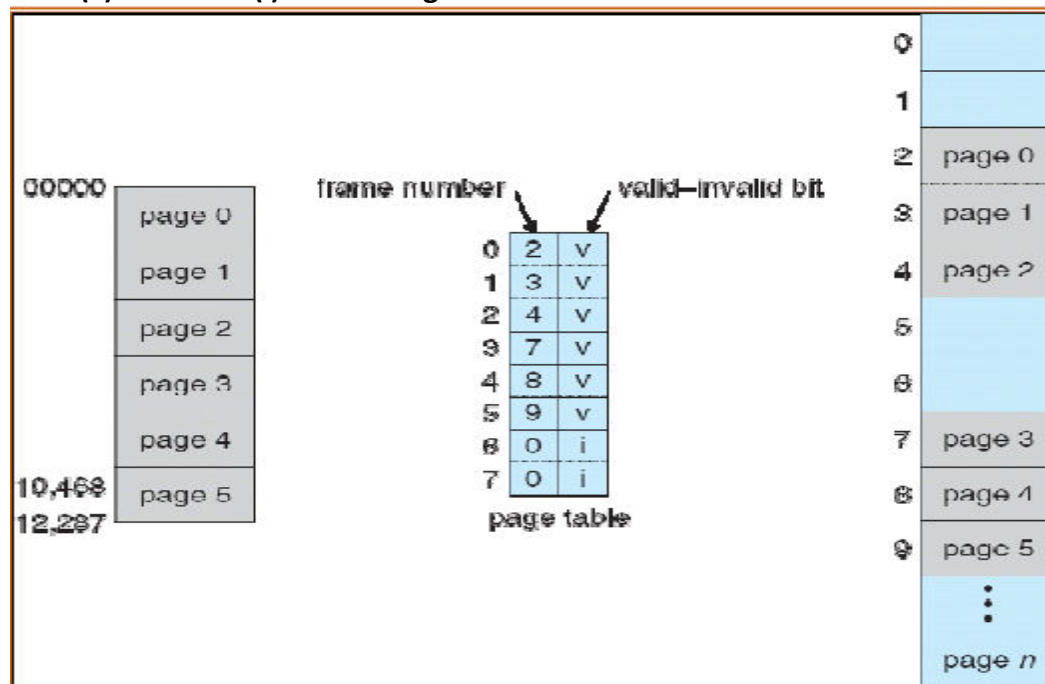 00000
page 0
page 1
page 2
page 3
page 4
10,468
page 5
12,287
frame number
valid–invalid bit
0 2 v
1 3 v
2 4 v
3 7 v
4 8 v
5 9 v
6 0 i
7 0 i
page table
0
1
2 page 0
3 page 1
4 page 2
5
6
7 page 3
8 page 4
9 page 5
page n